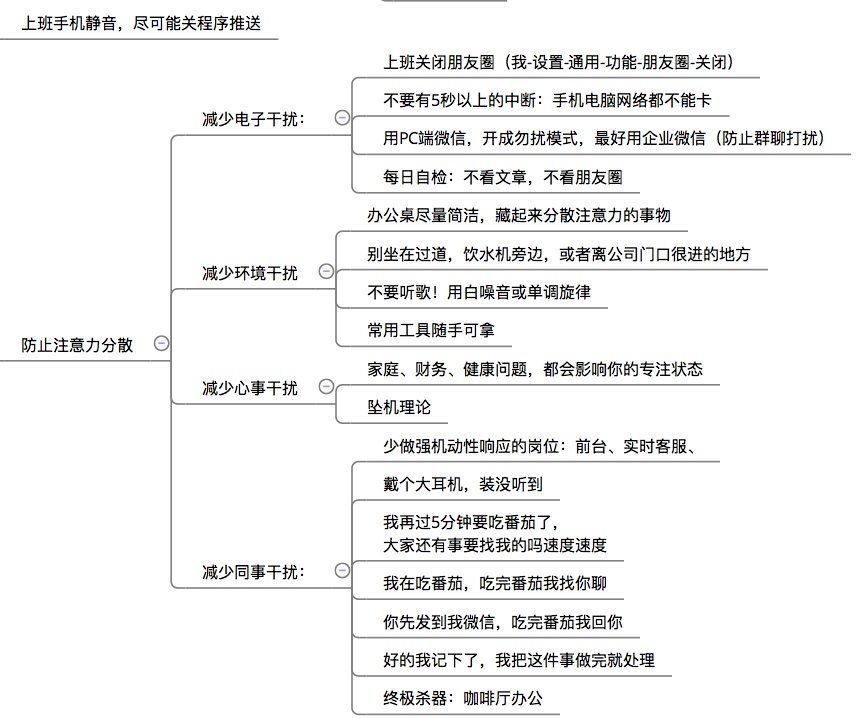 上班手机静音，尽可能关程序推送
防止注意力分散
减少电子干扰：
上班关闭朋友圈（我-设置-通用-功能-朋友圈-关闭）
不要有5秒以上的中断：手机电脑网络都不能卡
用PC端微信，开成勿扰模式，最好用企业微信（防止群聊打扰）
每日自检：不看文章，不看朋友圈
减少环境干扰
办公桌尽量简洁，藏起来分散注意力的事物
别坐在过道，饮水机旁边，或者离公司门口很进的地方
不要听歌！用白噪音或单调旋律
常用工具随手可拿
减少心事干扰
家庭、财务、健康问题，都会影响你的专注状态
坠机理论
减少同事干扰：
少做强机动性响应的岗位：前台、实时客服、
戴个大耳机，装没听到
我再过5分钟要吃番茄了，
大家还有事要找我的吗速度速度
我在吃番茄，吃完番茄我找你聊
你先发到我微信，吃完番茄我回你
好的我记下了，我把这件事做完就处理
终极杀器：咖啡厅办公